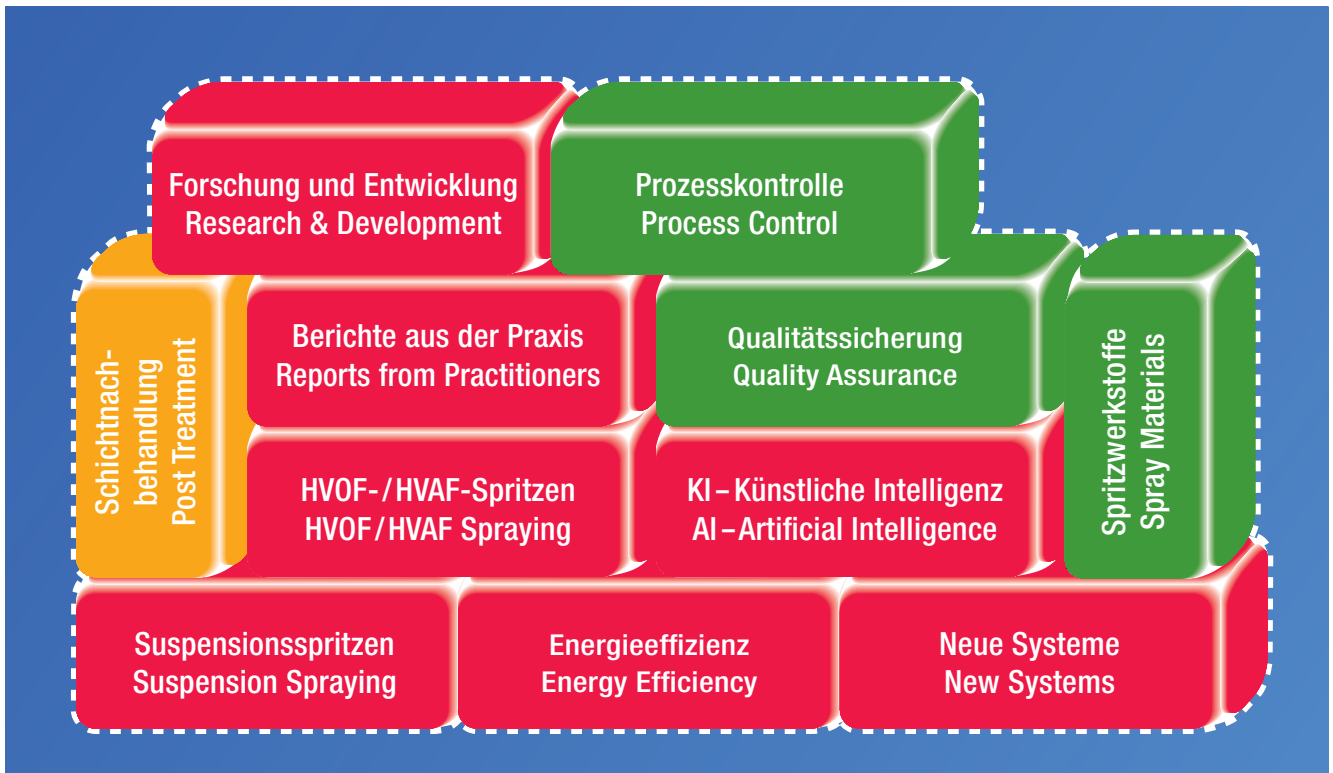 Forschung und Entwicklung
Research & Development
Prozesskontrolle
Process Control
Schichtnach-
behandlung
Post Treatment
Berichte aus der Praxis
Reports from Practitioners
Qualitätssicherung
Quality Assurance
Spritzwerkstoffe
Spray Materials
HVOF-/HVAF-Spritzen
HVOF/HVAF Spraying
KI – Künstliche Intelligenz
AI – Artificial Intelligence
Suspensionsspritzen
Suspension Spraying
Energieeffizienz
Energy Efficiency
Neue Systeme
New Systems